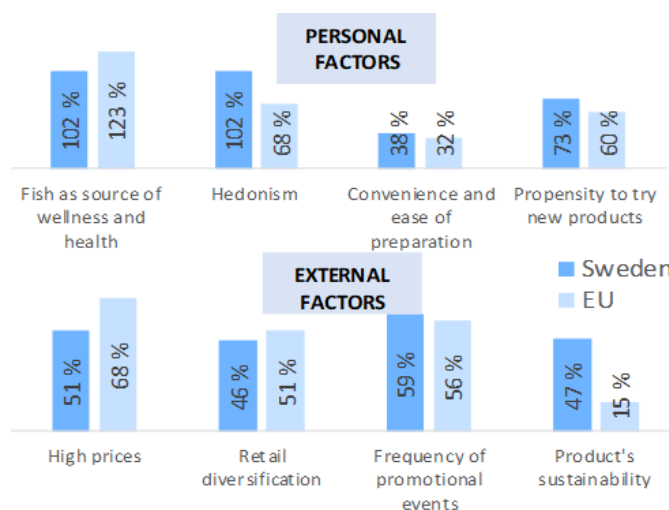 PERSONAL
FACTORS
102 %
123 %
102 %
68 %
38 %
32 %
73 %
60 %
Fish as source of
wellness and
health
Hedonism
Convenience and
ease of
preparation
Propensity to try
new products
EXTERNAL
FACTORS
Sweden
EU
51 %
68 %
46 %
51 %
59 %
56 %
47 %
15 %
High prices
Retail
diversification
Frequency of
promotional
events
Product's
sustainability